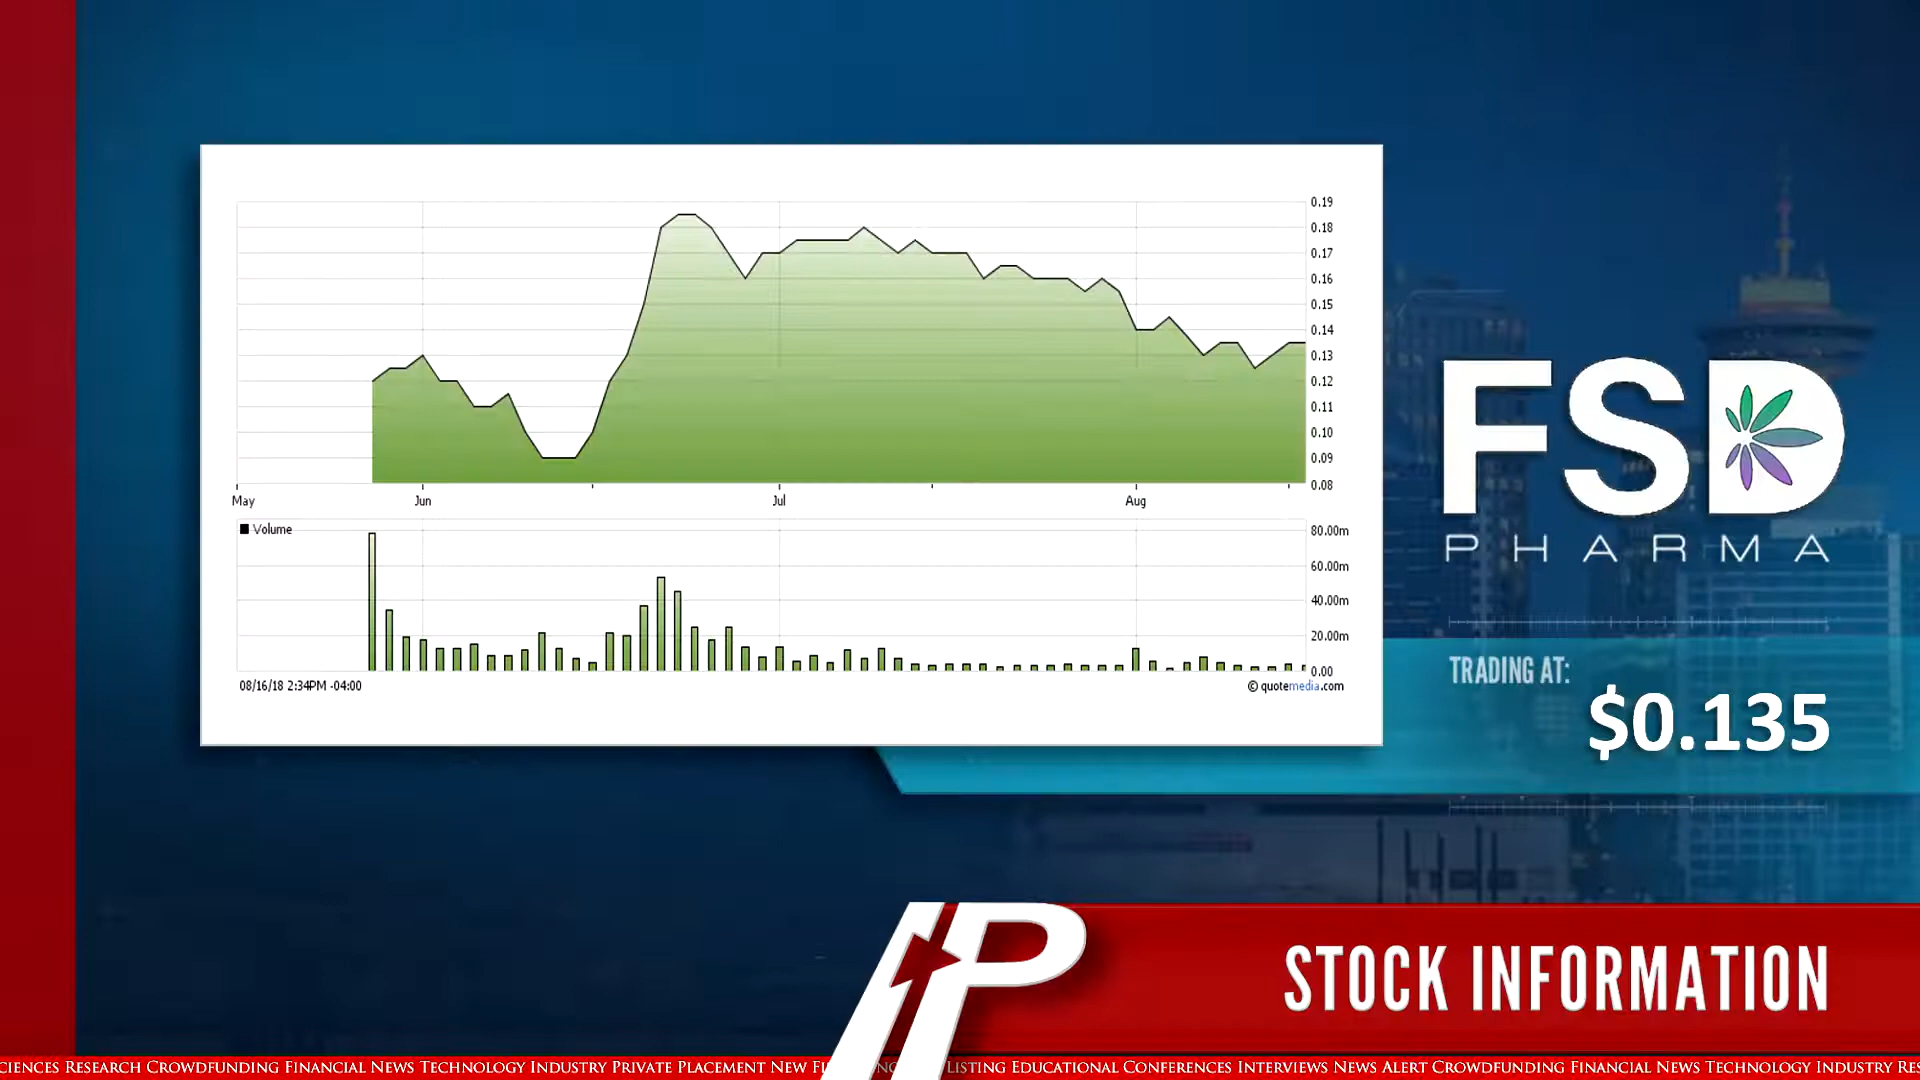 0.19
0.18
0.17
0.16
0.15
0.14
0.13
0.12
0.11
0.10
0.09
0.08
May Jun Jul Aug
Volume
80.00m
60.00m
40.00m
20.00m
0.00
08/16/18 2:34PM -04:00
© quotemedia.com
FSD
PHARMA
TRADING AT:
$0.135
IP
STOCK INFORMATION
RESEARCH CROWDFUNDING FINANCIAL NEWS TECHNOLOGY INDUSTRY PRIVATE PLACEMENT NEW LISTING EDUCATIONAL CONFERENCES INTERVIEWS NEWS ALERT CROWDFUNDING FINANCIAL NEWS TECHNOLOGY INDUSTRY